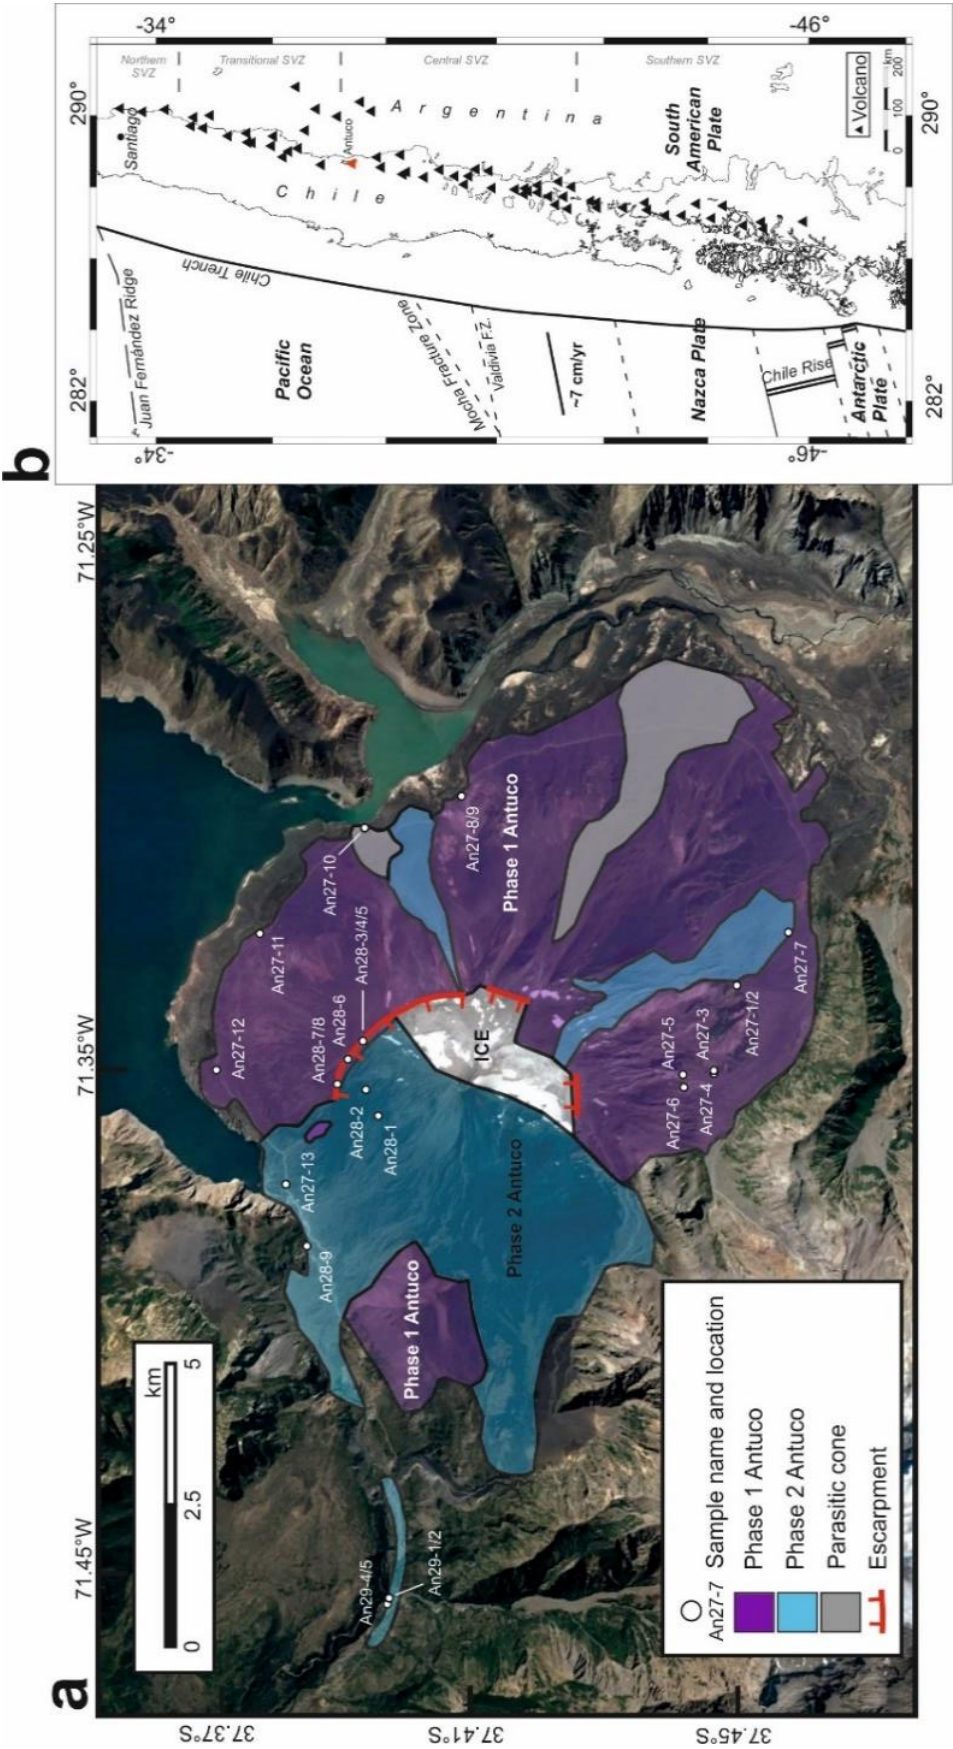 a
71.45°W
71.35°W
71.25°W
37.37°S
37.41°S
37.45°S
km
0
2.5
5
An29-4/5
An29-1/2
An28-9
An27-13
An28-1
An28-2
An28-7/8
An28-6
An28-3/4/5
An27-12
An27-11
An27-10
An27-8/9
Phase 1 Antuco
Phase 2 Antuco
ICE
Phase 1 Antuco
An27-6
An27-5
An27-4
An27-3
An27-1/2
An27-7
An27-7
Sample name and location
Phase 1 Antuco
Phase 2 Antuco
Parasitic cone
Escarpment
b
282°
290°
-34°
-34°
Juan Fernández Ridge
Chile Trench
Santiago
Northern
SVZ
Transitional SVZ
Central SVZ
Southern SVZ
Pacific
Ocean
Chile
Antuco
Argentina
Mocha Fracture Zone
Valdivia F.Z.
~7 cm/yr
Nazca Plate
South
American
Plate
Chile Rise
Antarctic
Plate
Volcano
km
0
100
200
-46°
-46°
282°
290°